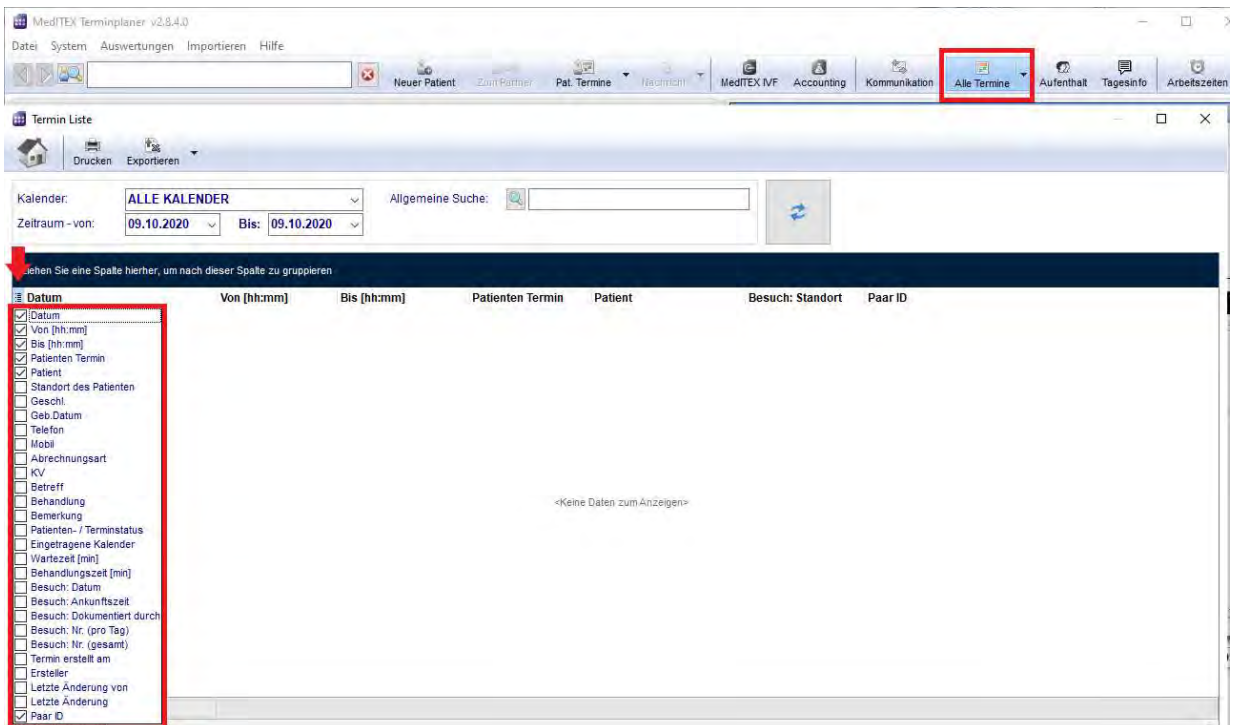 MedITEX Terminplaner v2.8.4.0
Datei System Auswertungen Importieren Hilfe
Neuer Patient Zum Partner Pat. Termine Nachricht MedITEX IVF Accounting Kommunikation Alle Termine Aufenthalt Tagesinfo Arbeitszeiten
Termin Liste
Drucken Exportieren
Kalender: ALLE KALENDER Allgemeine Suche:
Zeitraum - von: 09.10.2020 Bis: 09.10.2020
iehen Sie eine Spalte hierher, um nach dieser Spalte zu gruppieren
Datum Von [hh:mm] Bis [hh:mm] Patienten Termin Patient Besuch: Standort Paar ID
Datum
Von [hh:mm]
Bis [hh:mm]
Patienten Termin
Patient
Standort des Patienten
Geschl.
Geb.Datum
Telefon
Mobil
Abrechnungsart
KV
Betreff
Behandlung
<Keine Daten zum Anzeigen>
Bemerkung
Patienten- / Terminstatus
Eingetragene Kalender
Wartezeit [min]
Behandlungszeit [min]
Besuch: Datum
Besuch: Ankunftszeit
Besuch: Dokumentiert durch
Besuch: Nr. (pro Tag)
Besuch: Nr. (gesamt)
Termin erstellt am
Ersteller
Letzte Änderung von
Letzte Änderung
Paar ID